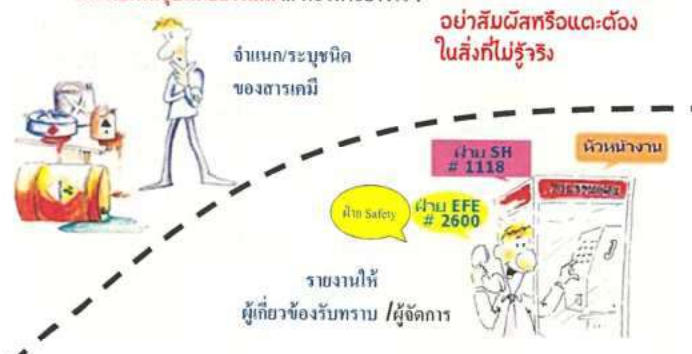 อย่าสัมผัสหรือแตะต้อง
ในสิ่งที่ไม่รู้จริง
จำแนก/ระบุชนิด
ของสารเคมี
ฝ่าย SH
# 1118
หัวหน้างาน
ฝ่าย Safety
ฝ่าย EFE
# 2600
รายงานให้
ผู้เกี่ยวข้องรับทราบ /ผู้จัดการ